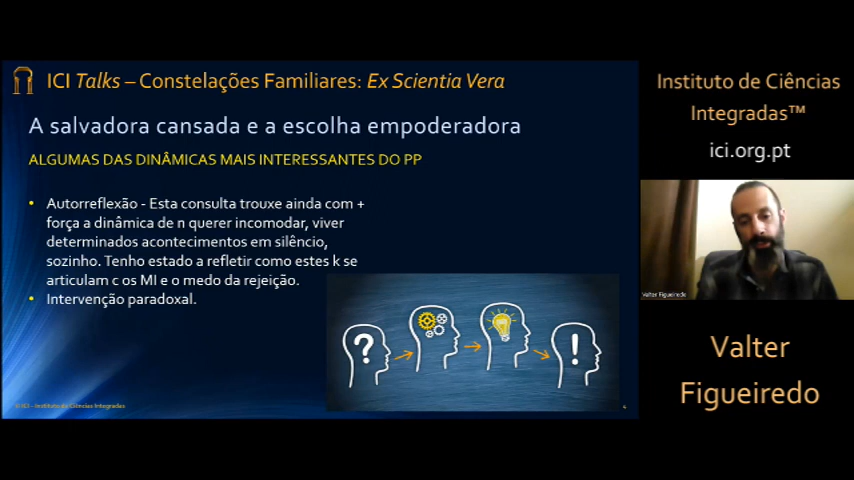 ICI Talks – Constelações Familiares: Ex Scientia Vera
A salvadora cansada e a escolha empoderadora
ALGUMAS DAS DINÂMICAS MAIS INTERESSANTES DO PP
• Autorreflexão - Esta consulta trouxe ainda com +
força a dinâmica de n querer incomodar, viver
determinados acontecimentos em silêncio,
sozinho. Tenho estado a refletir como estes k se
articulam c os MI e o medo da rejeição.
• Intervenção paradoxal.
?
!
© ICI - Instituto de Ciências Integradas
4
Instituto de Ciências
Integradas™
ici.org.pt
Valter Figueiredo
Valter
Figueiredo